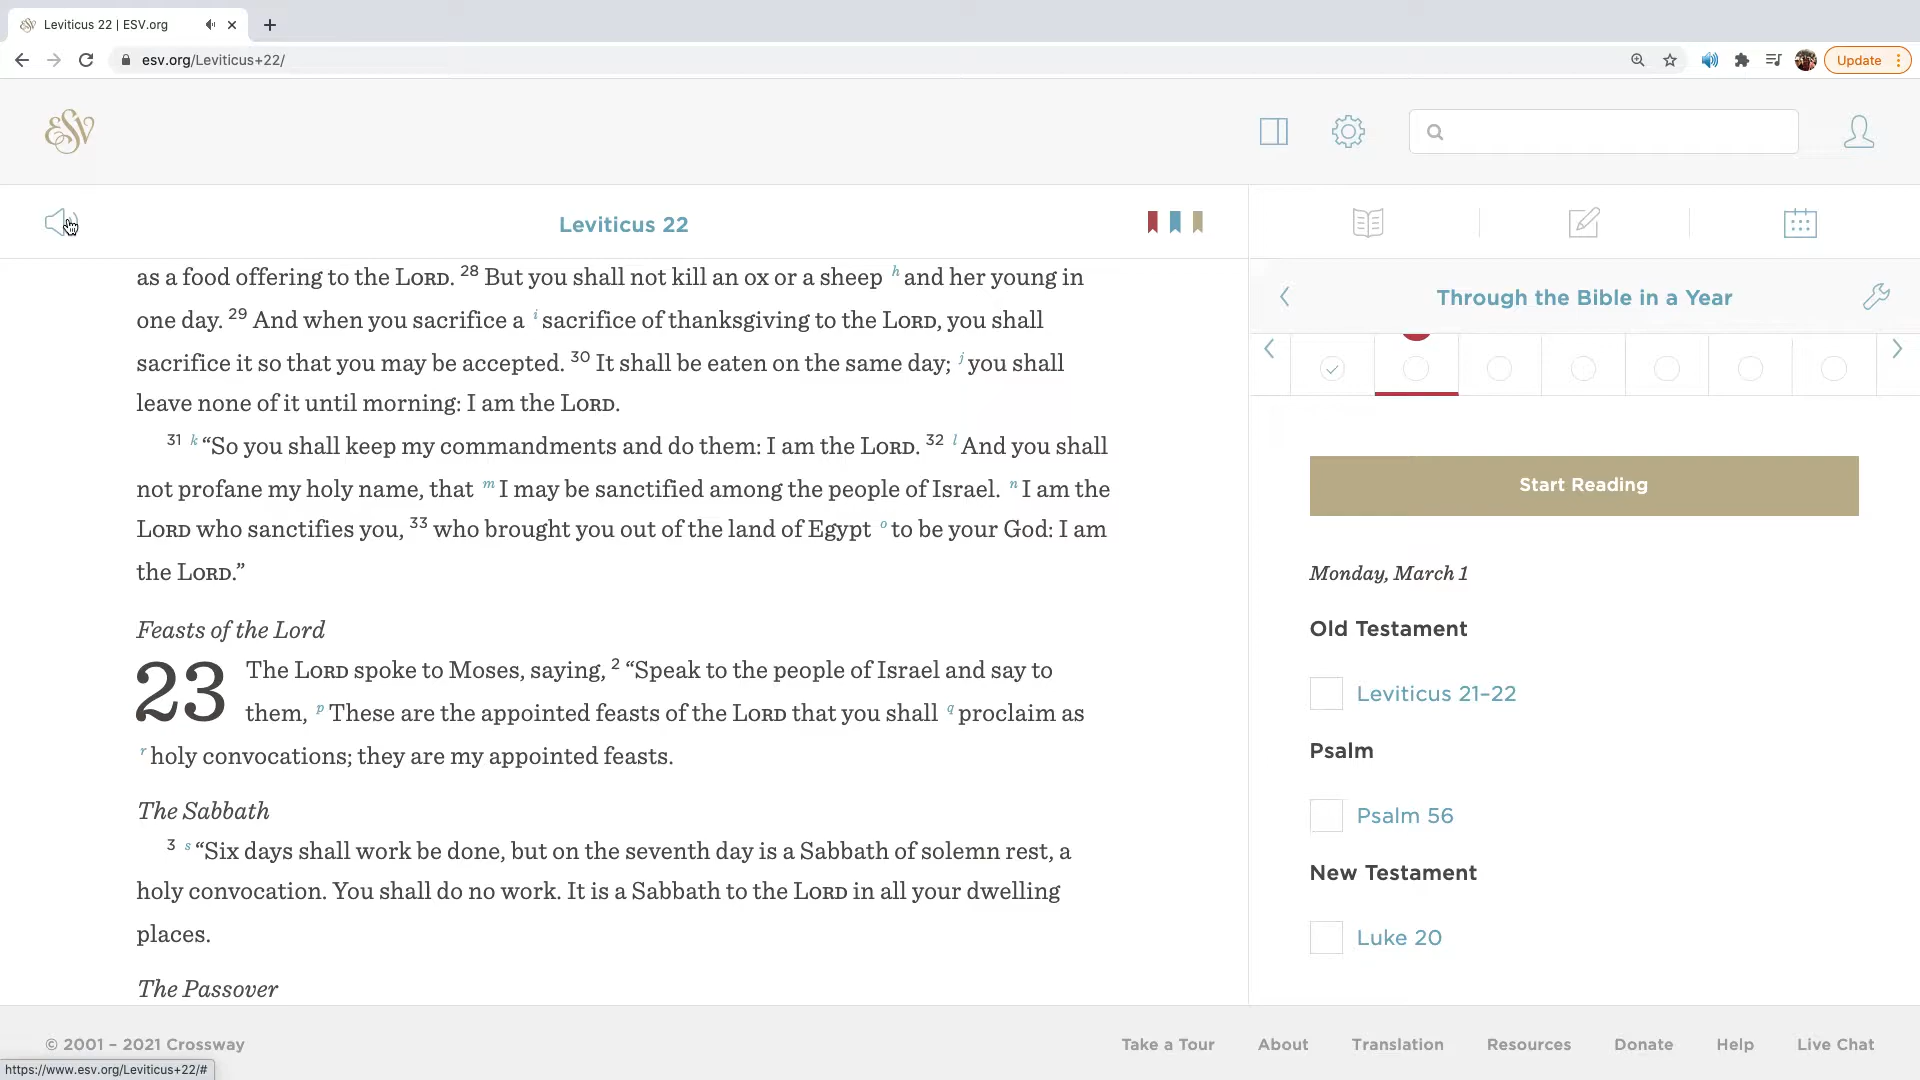 Leviticus 22 | ESV.org
esv.org/Leviticus+22/
Update
ESV
Leviticus 22
as a food offering to the LORD. 28 But you shall not kill an ox or a sheep h and her young in
one day. 29 And when you sacrifice a i sacrifice of thanksgiving to the LORD, you shall
sacrifice it so that you may be accepted. 30 It shall be eaten on the same day; j you shall
leave none of it until morning: I am the LORD.
31 k “So you shall keep my commandments and do them: I am the LORD. 32 l And you shall
not profane my holy name, that m I may be sanctified among the people of Israel. n I am the
LORD who sanctifies you, 33 who brought you out of the land of Egypt o to be your God: I am
the LORD.”
Feasts of the Lord
23 The LORD spoke to Moses, saying, 2 “Speak to the people of Israel and say to
them, p These are the appointed feasts of the LORD that you shall q proclaim as
r holy convocations; they are my appointed feasts.
The Sabbath
3 s “Six days shall work be done, but on the seventh day is a Sabbath of solemn rest, a
holy convocation. You shall do no work. It is a Sabbath to the LORD in all your dwelling
places.
The Passover
Through the Bible in a Year
Start Reading
Monday, March 1
Old Testament
Leviticus 21–22
Psalm
Psalm 56
New Testament
Luke 20
© 2001 – 2021 Crossway
Take a Tour
About
Translation
Resources
Donate
Help
Live Chat
https://www.esv.org/Leviticus+22/#